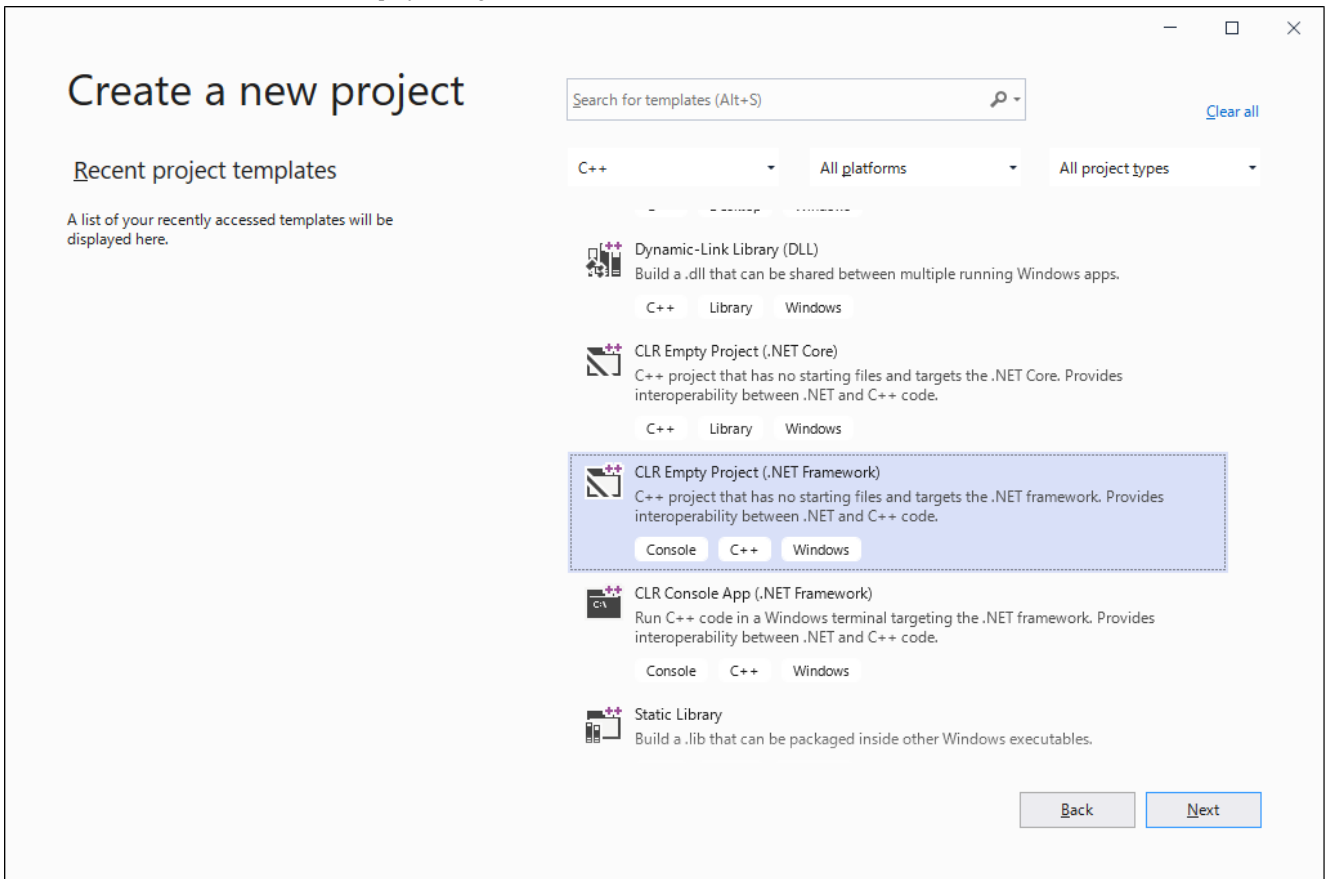 Create a new project
Search for templates (Alt+S)
Clear all
Recent project templates
C++
All platforms
All project types
A list of your recently accessed templates will be
displayed here.
Dynamic-Link Library (DLL)
Build a .dll that can be shared between multiple running Windows apps.
C++ Library Windows
CLR Empty Project (.NET Core)
C++ project that has no starting files and targets the .NET Core. Provides
interoperability between .NET and C++ code.
C++ Library Windows
CLR Empty Project (.NET Framework)
C++ project that has no starting files and targets the .NET framework. Provides
interoperability between .NET and C++ code.
Console C++ Windows
CLR Console App (.NET Framework)
C:\
Run C++ code in a Windows terminal targeting the .NET framework. Provides
interoperability between .NET and C++ code.
Console C++ Windows
Static Library
Build a .lib that can be packaged inside other Windows executables.
Back
Next